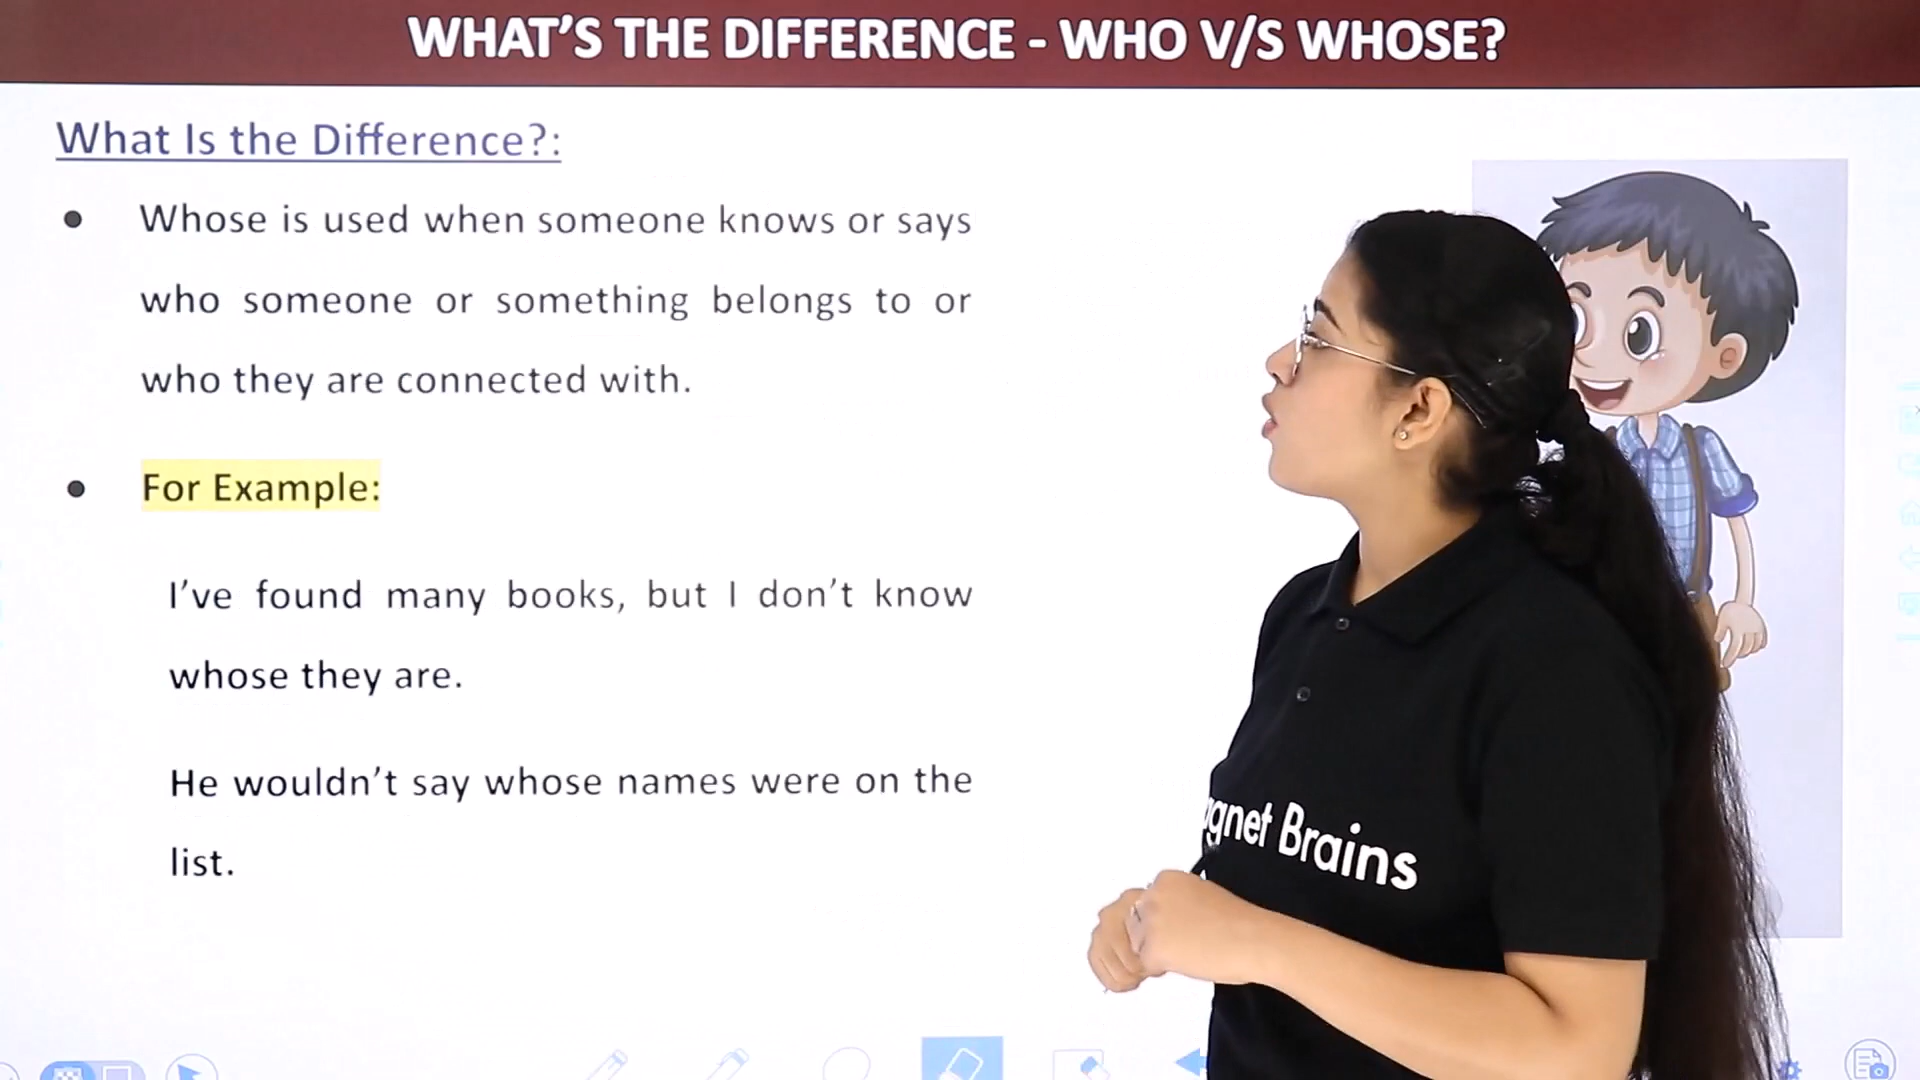 WHAT'S THE DIFFERENCE - WHO V/S WHOSE?
What Is the Difference?:
● Whose is used when someone knows or says
who someone or something belongs to or
who they are connected with.
● For Example:
I've found many books, but I don't know
whose they are.
He wouldn't say whose names were on the
list.
Brains